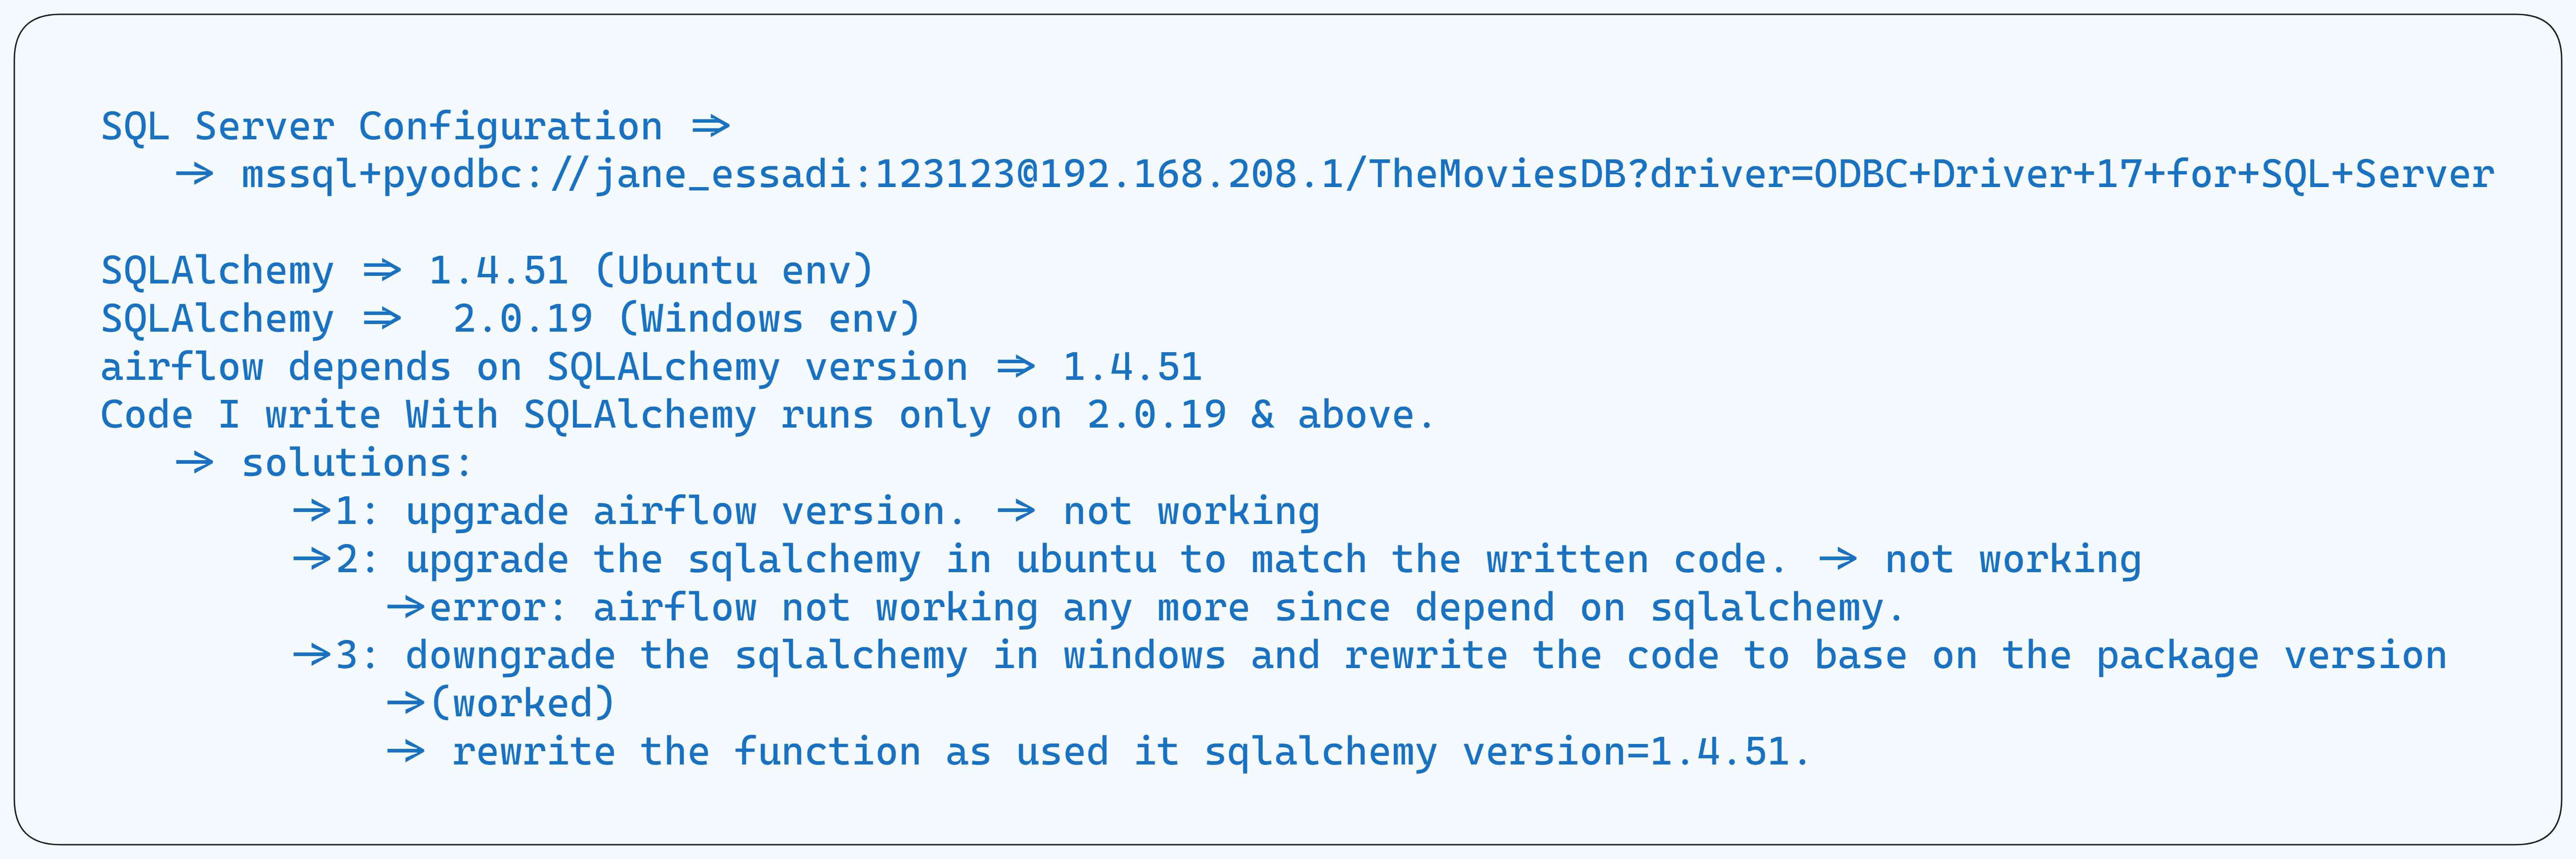 SQL Server Configuration =>
-> mssql+pyodbc://jane_essadi:123123@192.168.208.1/TheMoviesDB?driver=ODBC+Driver+17+for+SQL+Server
SQLAlchemy => 1.4.51 (Ubuntu env)
SQLAlchemy =>  2.0.19 (Windows env)
airflow depends on SQLALchemy version => 1.4.51
Code I write With SQLAlchemy runs only on 2.0.19 & above.
-> solutions:
->1: upgrade airflow version. -> not working
->2: upgrade the sqlalchemy in ubuntu to match the written code. -> not working
->error: airflow not working any more since depend on sqlalchemy.
->3: downgrade the sqlalchemy in windows and rewrite the code to base on the package version
->(worked)
-> rewrite the function as used it sqlalchemy version=1.4.51.